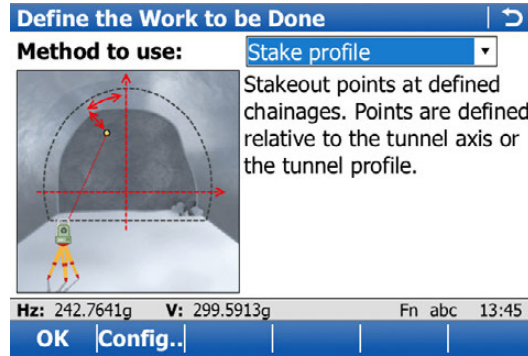 Define the Work to be Done
Method to use: Stake profile
Stakeout points at defined
chainages. Points are defined
relative to the tunnel axis or
the tunnel profile.
Hz: 242.7641g V: 299.5913g Fn abc 13:45
OK Config..